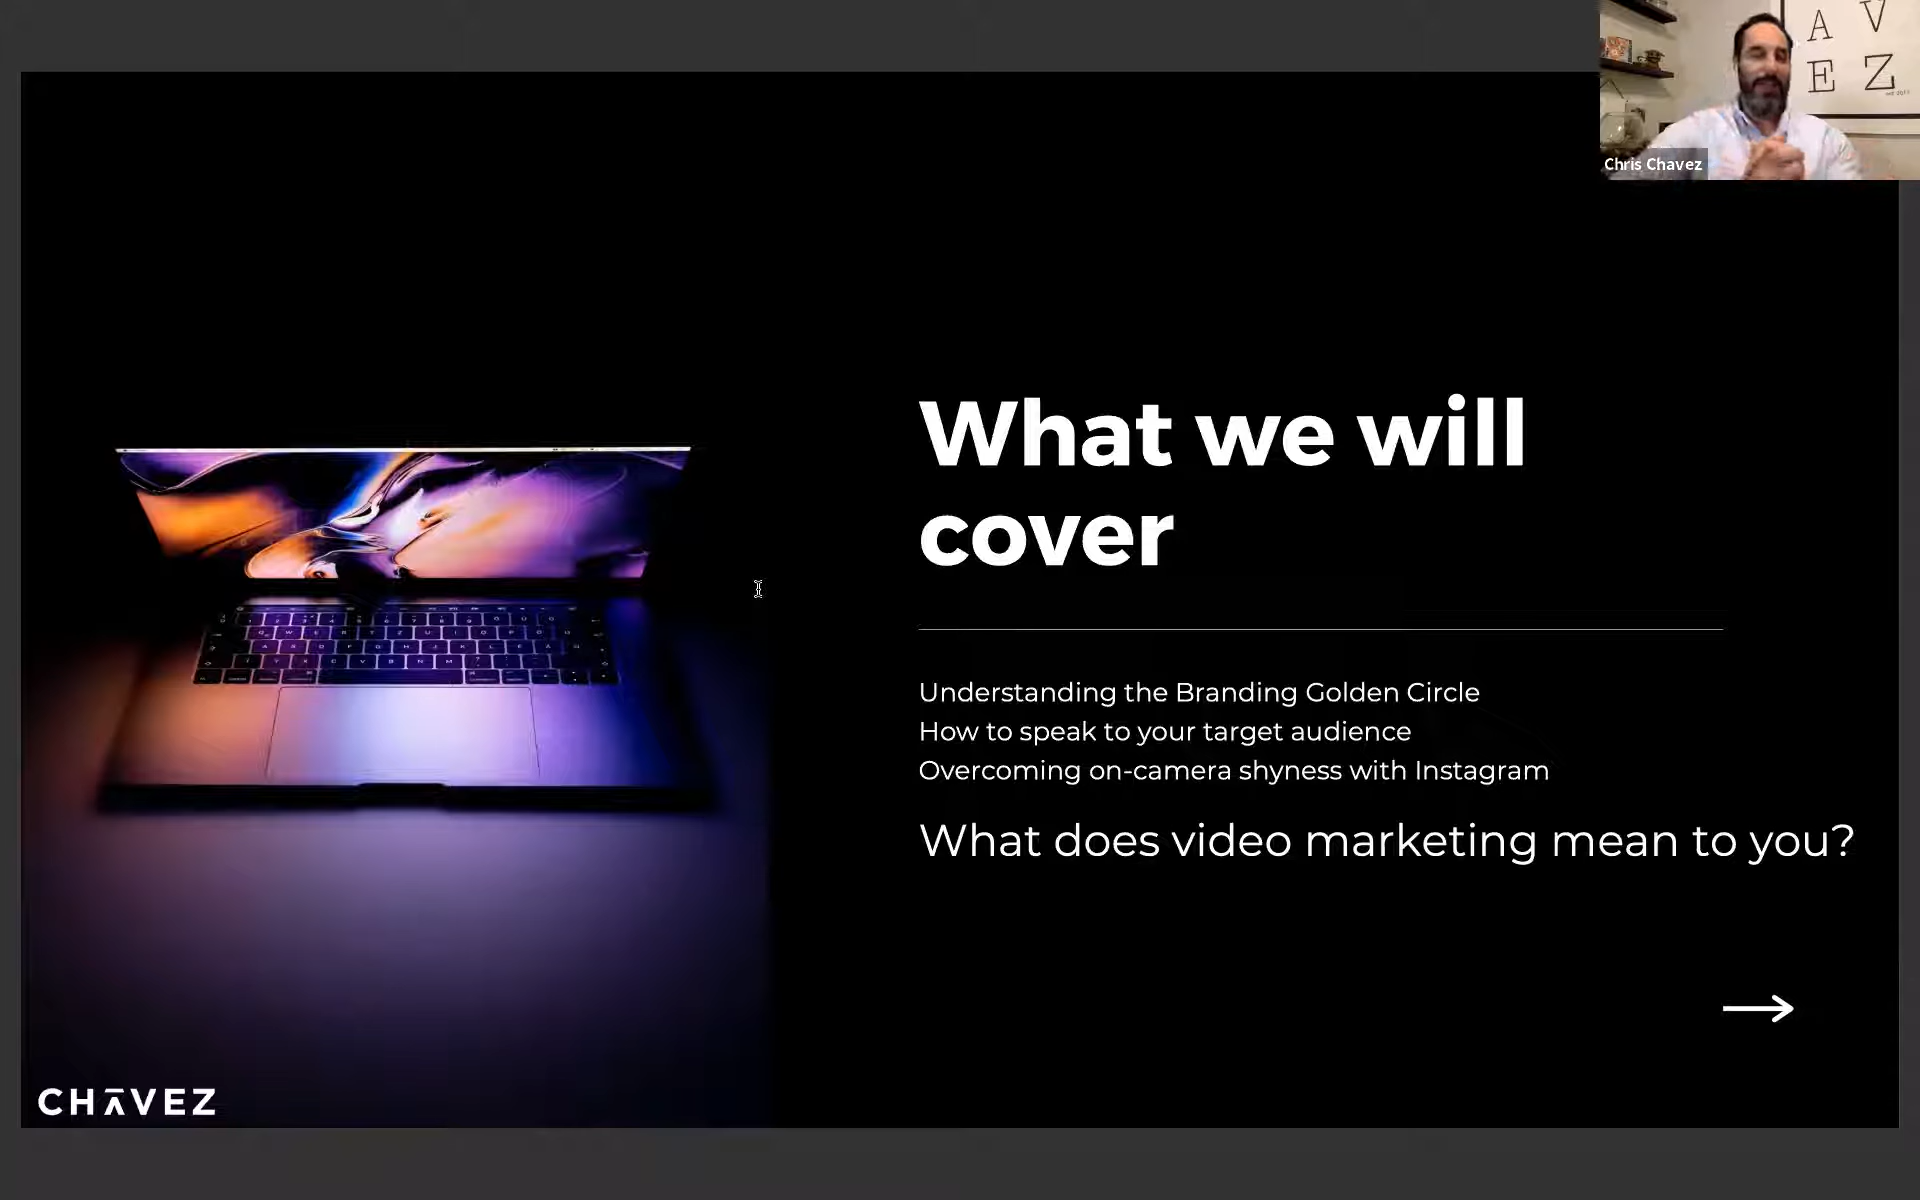 A V
E Z
Chris Chavez
What we will
cover
Understanding the Branding Golden Circle
How to speak to your target audience
Overcoming on-camera shyness with Instagram
What does video marketing mean to you?
CHAVEZ